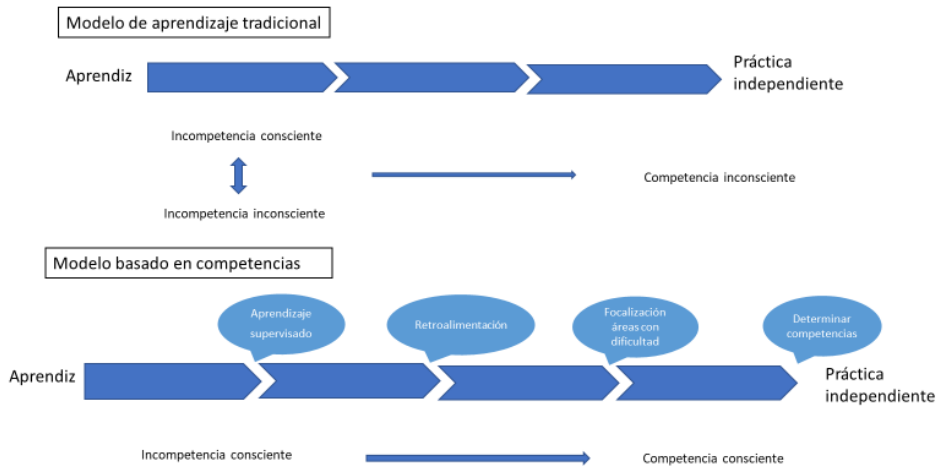 Modelo de aprendizaje tradicional
Aprendiz
Práctica
independiente
Incompetencia consciente
Incompetencia inconsciente
Competencia inconsciente
Modelo basado en competencias
Aprendizaje
supervisado
Retroalimentación
Focalización
áreas con
dificultad
Determinar
competencias
Aprendiz
Práctica
independiente
Incompetencia consciente
Competencia consciente